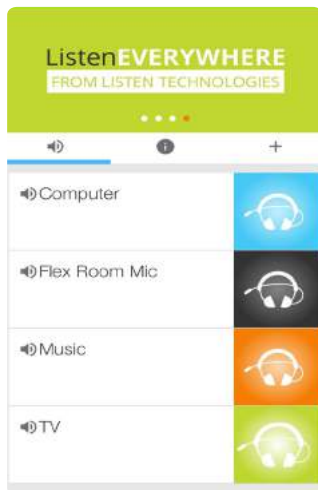 ListenEVERYWHERE
FROM LISTEN TECHNOLOGIES
Computer
Flex Room Mic
Music
TV